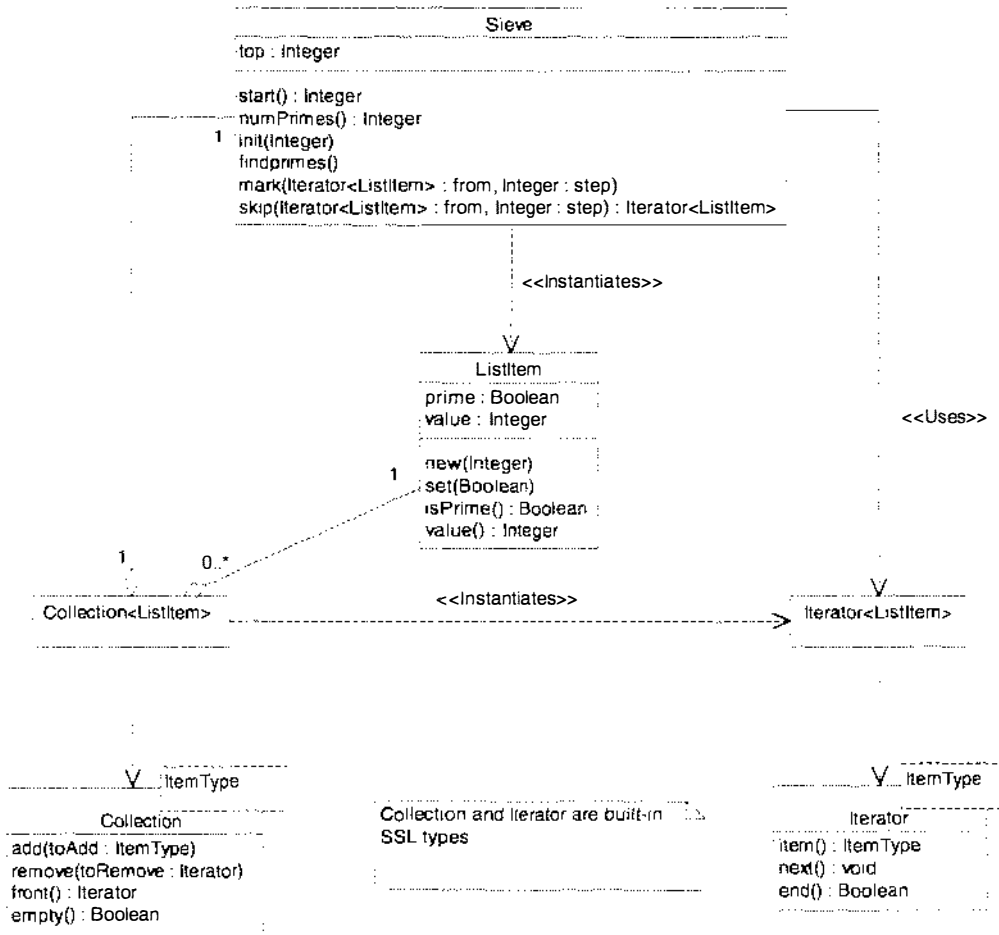 Sieve
top : Integer
start() : Integer
numPrimes() : Integer
1
init(Integer)
findprimes()
mark(Iterator<ListItem> : from, Integer : step)
skip(Iterator<ListItem> : from, Integer : step) : Iterator<ListItem>
<<Instantiates>>
ListItem
prime : Boolean
value : Integer
<<Uses>>
new(Integer)
1
set(Boolean)
isPrime() : Boolean
value() : Integer
1
0..*
Collection<ListItem>
<<Instantiates>>
Iterator<ListItem>
ItemType
Collection
add(toAdd : ItemType)
remove(toRemove : Iterator)
front() : Iterator
empty() : Boolean
Collection and Iterator are built-in
SSL types
ItemType
Iterator
item() : ItemType
next() : void
end() : Boolean